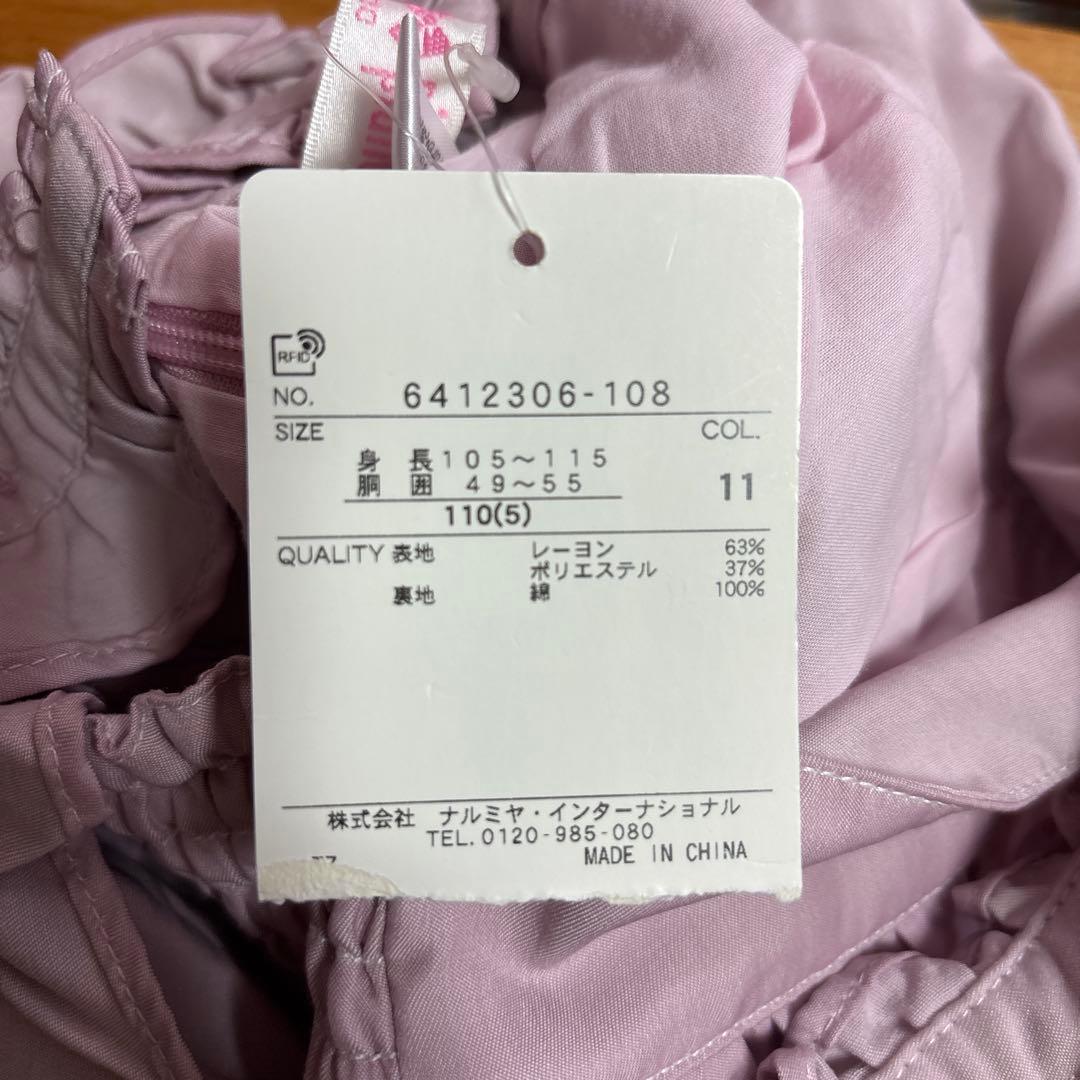 RFID
NO. 6412306-108
SIZE COL.
身長 105～115
胴囲 49～55 11
110(5)
QUALITY 表地 レーヨン 63%
ポリエステル 37%
裏地 綿 100%
株式会社 ナルミヤ・インターナショナル
TEL.0120-985-080
MADE IN CHINA